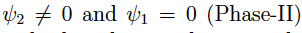 ψ₂ ≠ 0 and ψ₁ = 0 (Phase-II)